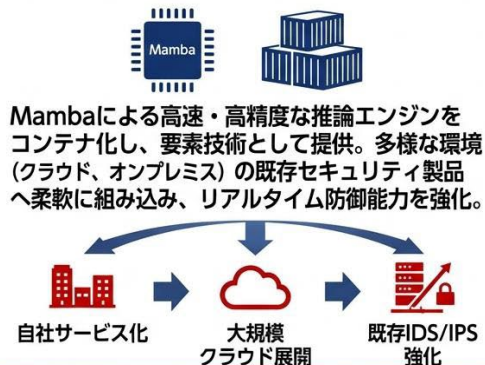 Mamba
Mambaによる高速・高精度な推論エンジンを
コンテナ化し、要素技術として提供。多様な環境
(クラウド、オンプレミス)の既存セキュリティ製品
へ柔軟に組み込み、リアルタイム防御能力を強化。
自社サービス化
大規模
クラウド展開
既存IDS/IPS
強化